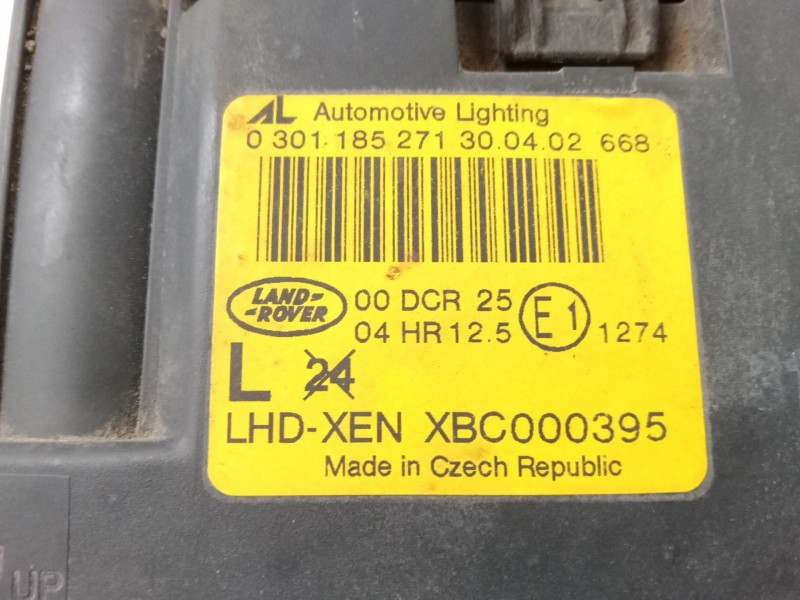 AL Automotive Lighting
0 301 185 271 30.04.02 668
LAND-
-ROVER
00 DCR 25
04 HR 12.5
E1
1274
L 24
LHD-XEN XBC000395
Made in Czech Republic
UP